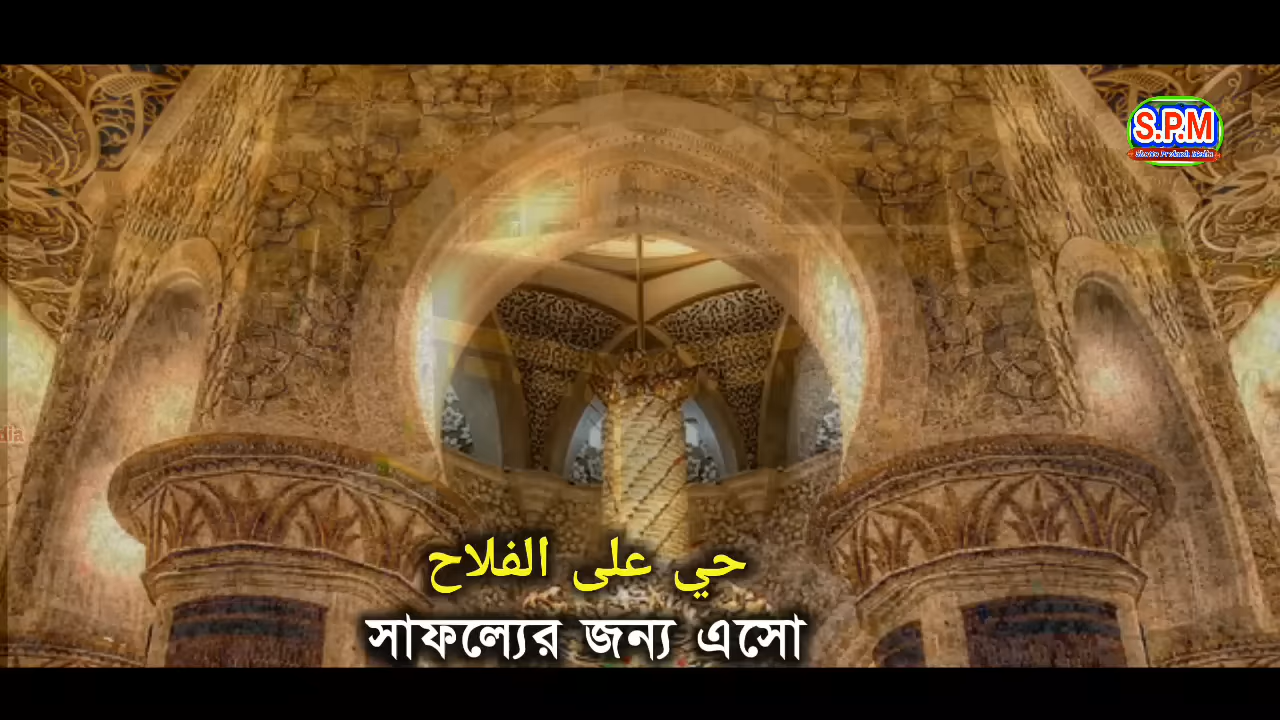 S.P.M
حي على الفلاح
সাফল্যের জন্য এসো